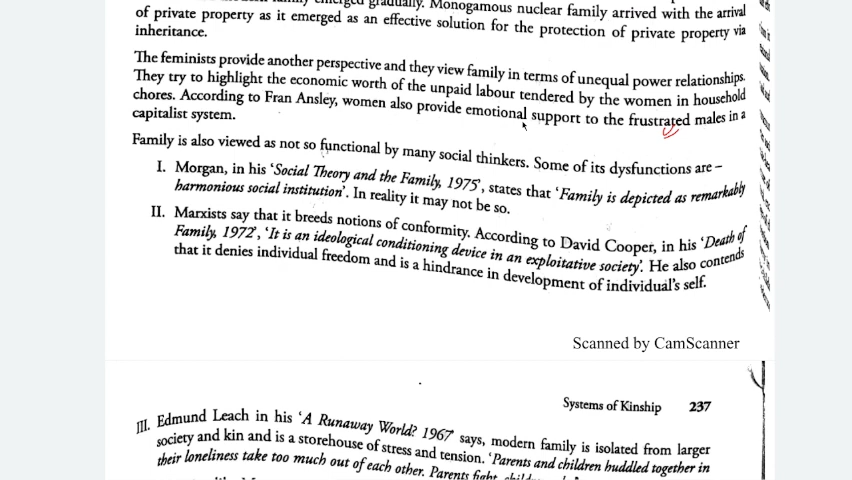 emerged gradually. Monogamous nuclear family arrived with the arrival
of private property as it emerged as an effective solution for the protection of private property via
inheritance.
The feminists provide another perspective and they view family in terms of unequal power relationships.
They try to highlight the economic worth of the unpaid labour tendered by the women in household
chores. According to Fran Ansley, women also provide emotional support to the frustrated males in a
capitalist system.
Family is also viewed as not so functional by many social thinkers. Some of its dysfunctions are –
I. Morgan, in his 'Social Theory and the Family, 1975', states that 'Family is depicted as remarkably
harmonious social institution'. In reality it may not be so.
II. Marxists say that it breeds notions of conformity. According to David Cooper, in his 'Death of
Family, 1972', 'It is an ideological conditioning device in an exploitative society'. He also contends
that it denies individual freedom and is a hindrance in development of individual's self.
Scanned by CamScanner
Systems of Kinship 237
III. Edmund Leach in his 'A Runaway World? 1967' says, modern family is isolated from larger
society and kin and is a storehouse of stress and tension. 'Parents and children huddled together in
their loneliness take too much out of each other. Parents fight,